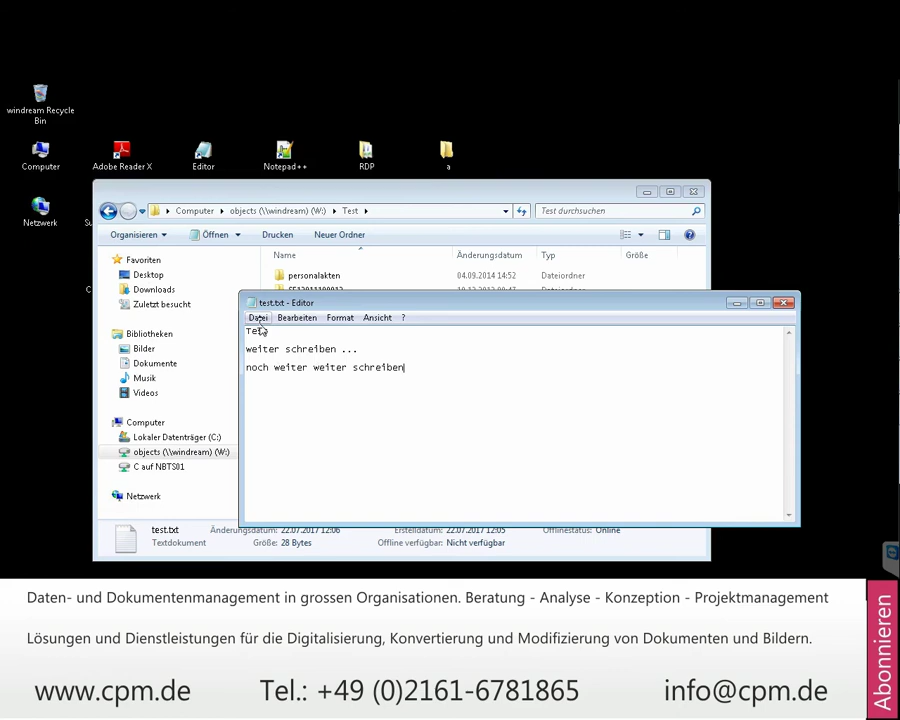 windream Recycle
Bin
Computer
Adobe Reader X
Editor
Notepad++
RDP
a
Netzwerk
Computer
objects (\\windream) (W:)
Test
Test durchsuchen
Organisieren
Öffnen
Drucken
Neuer Ordner
Name
Änderungsdatum
Typ
Größe
Favoriten
Desktop
Downloads
Zuletzt besucht
Bibliotheken
Bilder
Dokumente
Musik
Videos
Computer
Lokaler Datenträger (C:)
objects (\\windream) (W:)
C auf NBTS01
Netzwerk
personalakten
04.09.2014 14:52
Dateiordner
test.txt - Editor
Datei Bearbeiten Format Ansicht ?
weiter schreiben ...
noch weiter weiter schreiben
test.txt
Änderungsdatum: 22.07.2017 12:06
Erstelldatum: 22.07.2017 12:05
Offlinestatus: Online
Textdokument
Größe: 28 Bytes
Offline verfügbar: Nicht verfügbar
Daten- und Dokumentenmanagement in grossen Organisationen. Beratung - Analyse - Konzeption - Projektmanagement
Lösungen und Dienstleistungen für die Digitalisierung, Konvertierung und Modifizierung von Dokumenten und Bildern.
www.cpm.de
Tel.: +49 (0)2161-6781865
info@cpm.de
Abonnieren